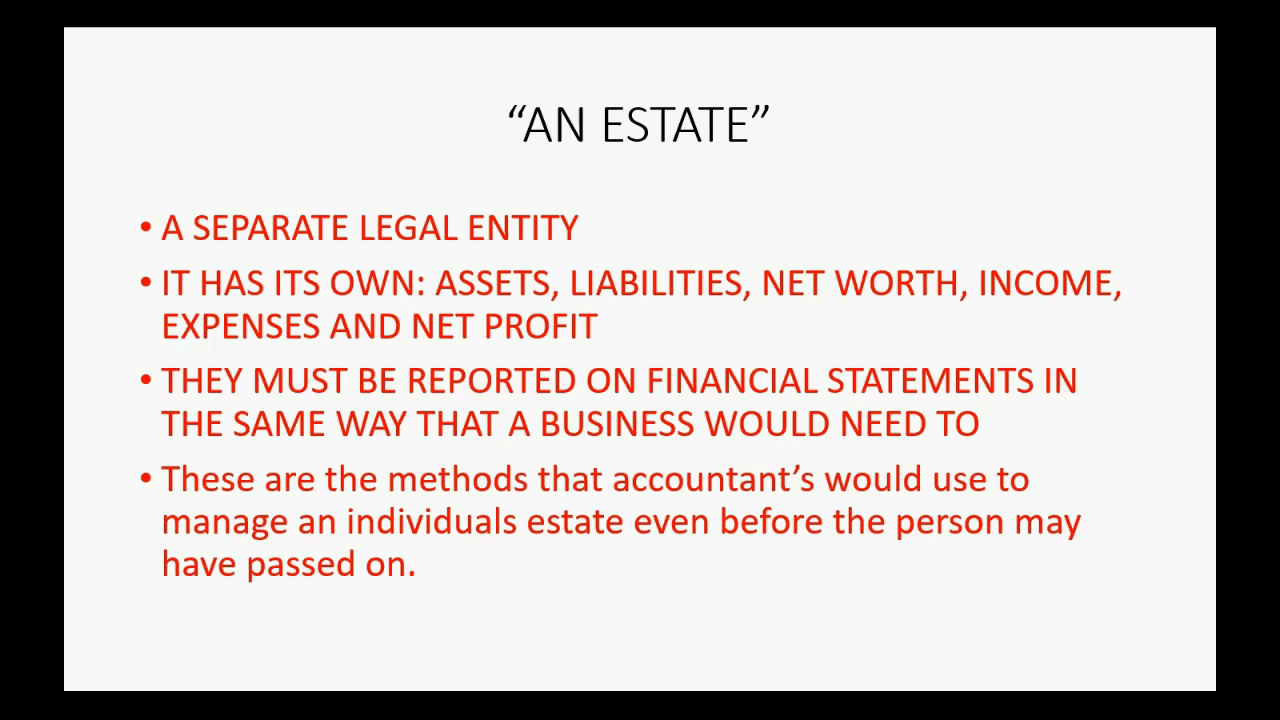 “AN ESTATE”
• A SEPARATE LEGAL ENTITY
• IT HAS ITS OWN: ASSETS, LIABILITIES, NET WORTH, INCOME,
EXPENSES AND NET PROFIT
• THEY MUST BE REPORTED ON FINANCIAL STATEMENTS IN
THE SAME WAY THAT A BUSINESS WOULD NEED TO
• These are the methods that accountant’s would use to
manage an individuals estate even before the person may
have passed on.